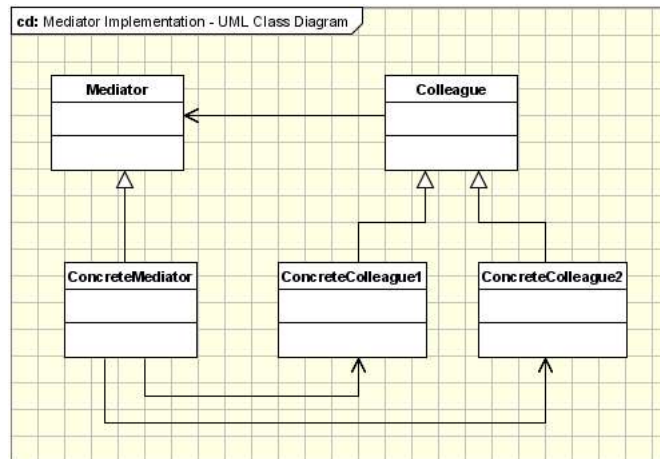 cd: Mediator Implementation - UML Class Diagram
Mediator
Colleague
ConcreteMediator
ConcreteColleague1
ConcreteColleague2